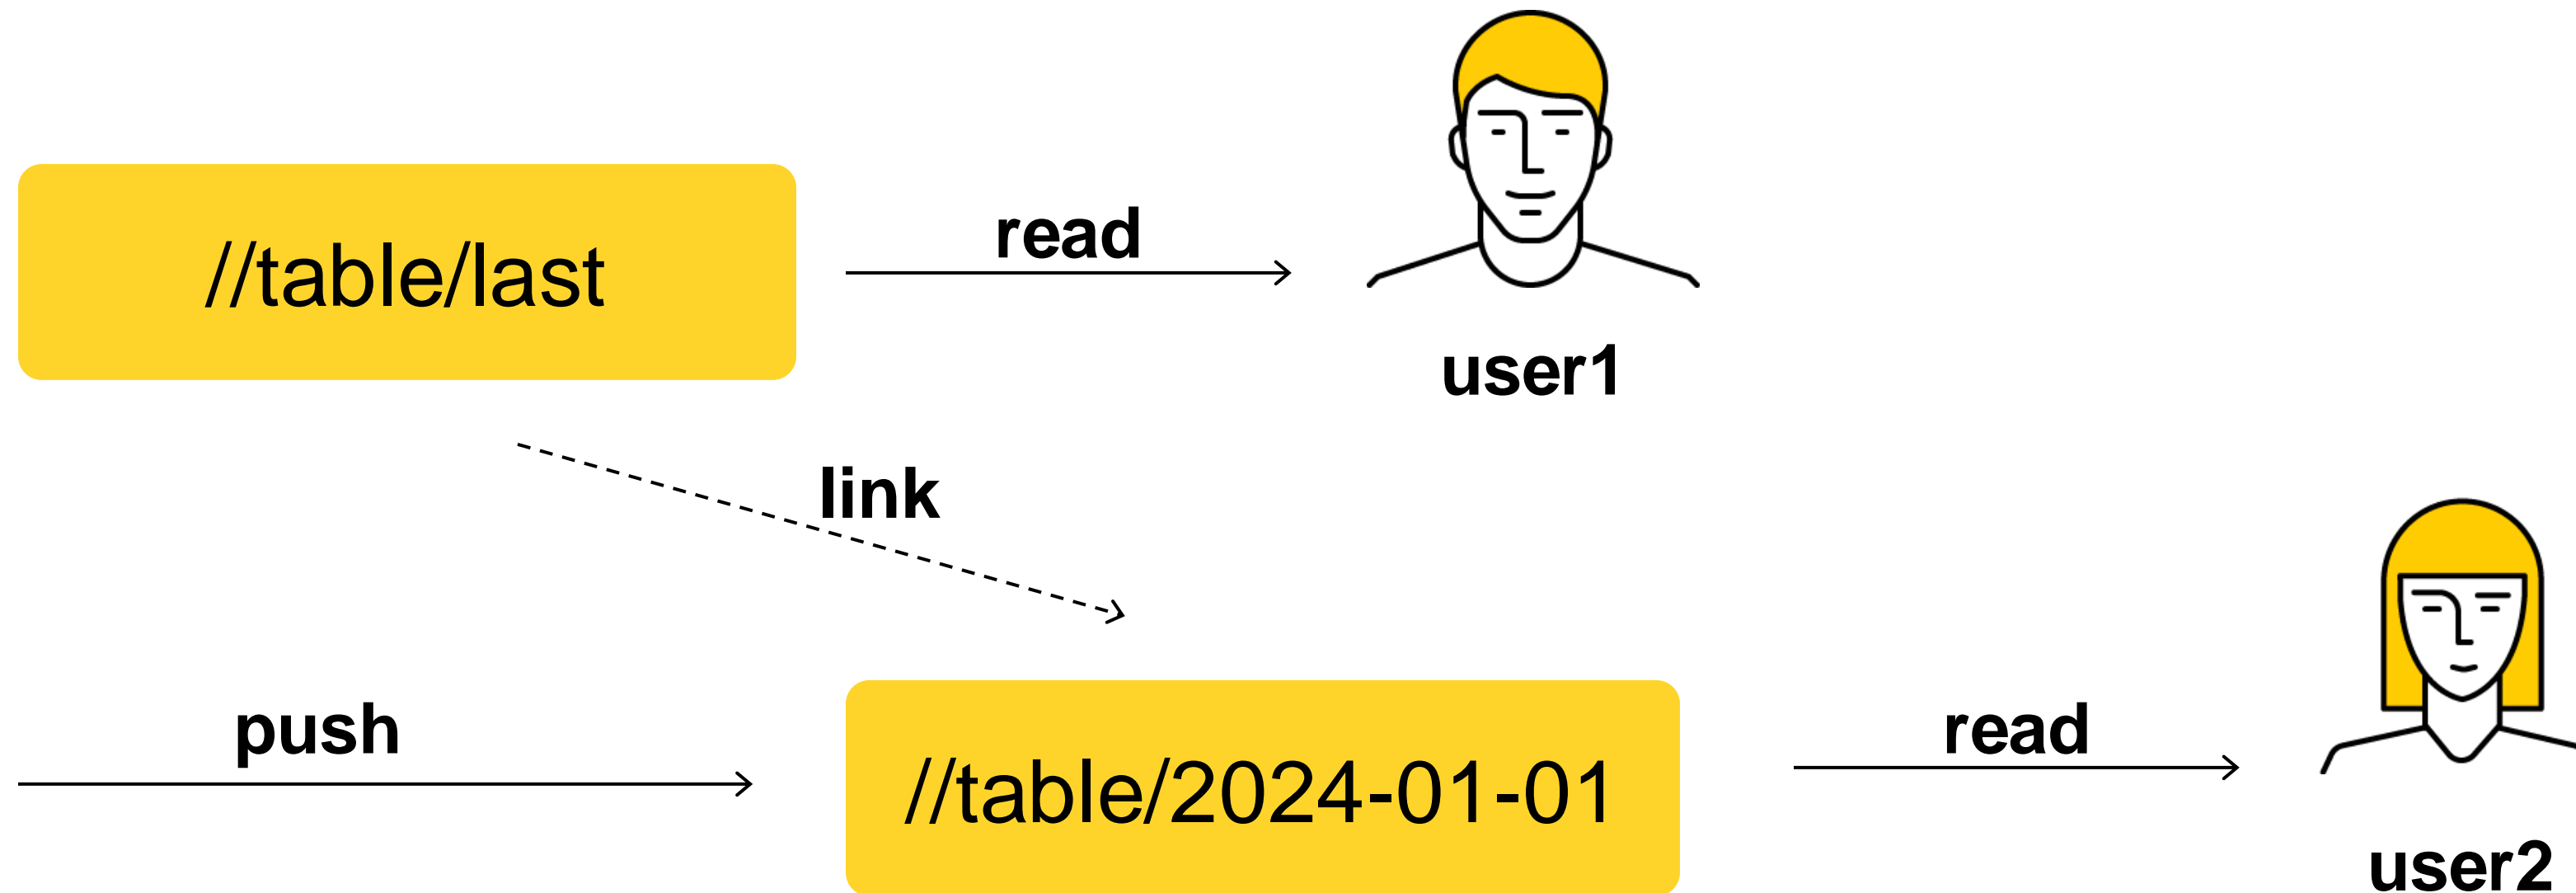 //table/last
read
user1
link
push
//table/2024-01-01
read
user2